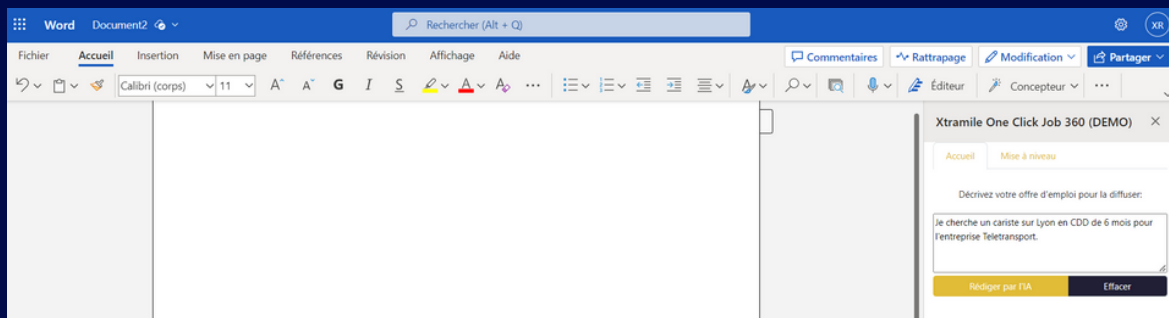 Word Document2 Rechercher (Alt + Q) XR
Fichier Accueil Insertion Mise en page Références Révision Affichage Aide Commentaires Rattrapage Modification Partager
Calibri (corps) 11 A A G I S A A ... Éditeur Concepteur ...
Xtramile One Click Job 360 (DEMO)
Accueil Mise à niveau
Décrivez votre offre d'emploi pour la diffuser:
Je cherche un cariste sur Lyon en CDD de 6 mois pour
l'entreprise Teletransport.
Rédiger par l'IA Effacer